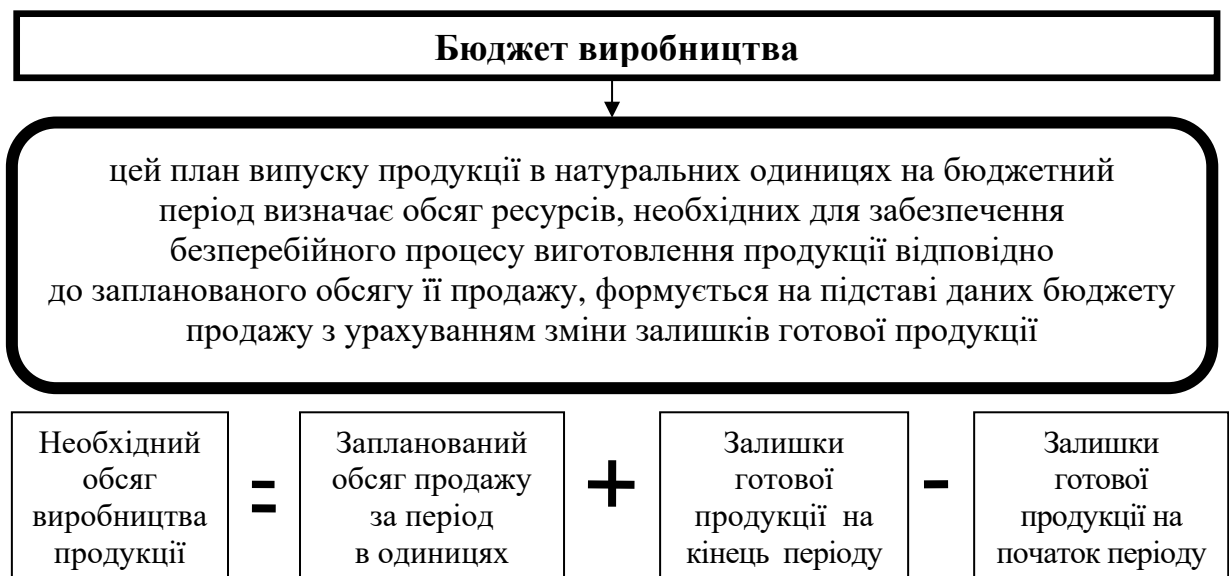 Бюджет виробництва
цей план випуску продукції в натуральних одиницях на бюджетний
період визначає обсяг ресурсів, необхідних для забезпечення
безперебійного процесу виготовлення продукції відповідно
до запланованого обсягу її продажу, формується на підставі даних бюджету
продажу з урахуванням зміни залишків готової продукції
Необхідний
обсяг
виробництва
продукції
=
Запланований
обсяг продажу
за період
в одиницях
+
Залишки
готової
продукції на
кінець періоду
-
Залишки
готової
продукції на
початок періоду